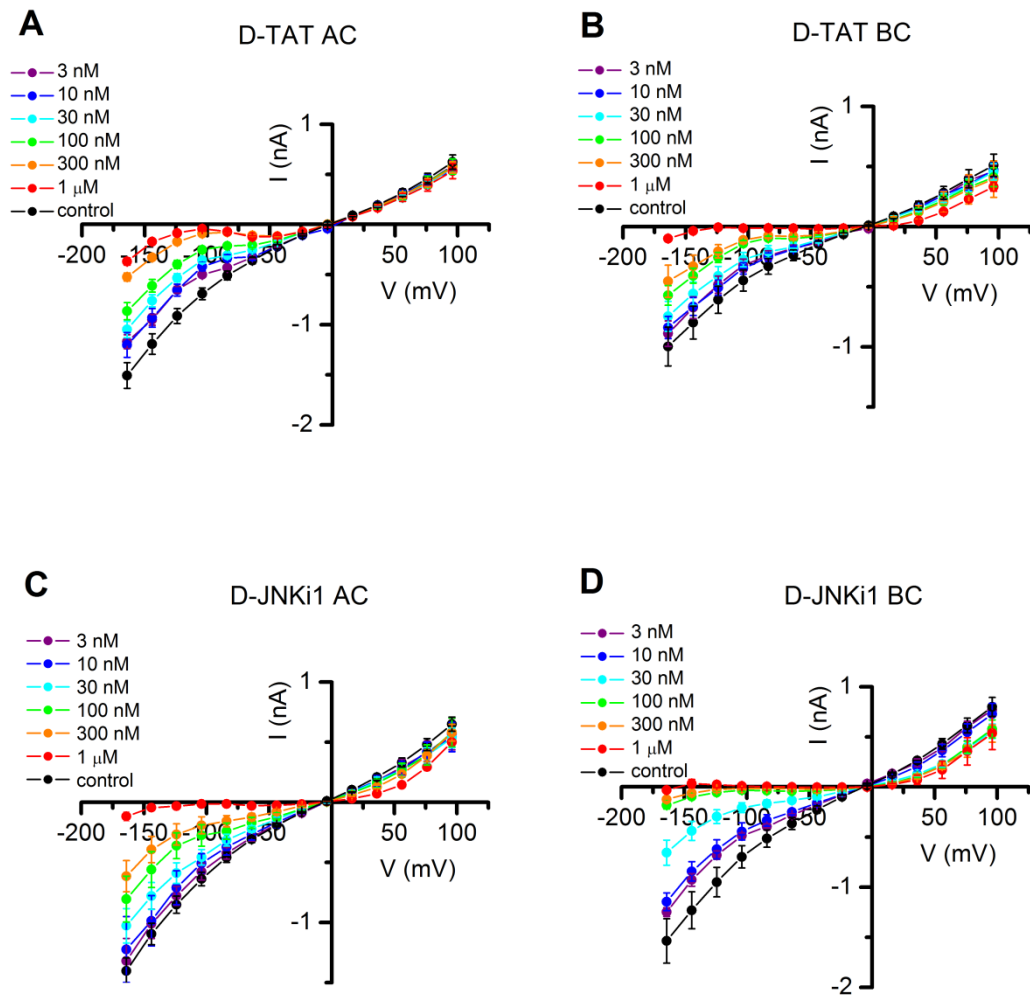 A
D-TAT AC
3 nM
10 nM
30 nM
100 nM
300 nM
1 μM
control
I (nA)
1
-200 -150 -100 -50 50 100
V (mV)
-1
-2
B
D-TAT BC
3 nM
10 nM
30 nM
100 nM
300 nM
1 μM
control
I (nA)
1
-200 -150 -100 -50 50 100
V (mV)
-1
C
D-JNKi1 AC
3 nM
10 nM
30 nM
100 nM
300 nM
1 μM
control
I (nA)
1
-200 -150 -100 -50 50 100
V (mV)
-1
D
D-JNKi1 BC
3 nM
10 nM
30 nM
100 nM
300 nM
1 μM
control
I (nA)
1
-200 -150 -100 -50 50 100
V (mV)
-1
-2